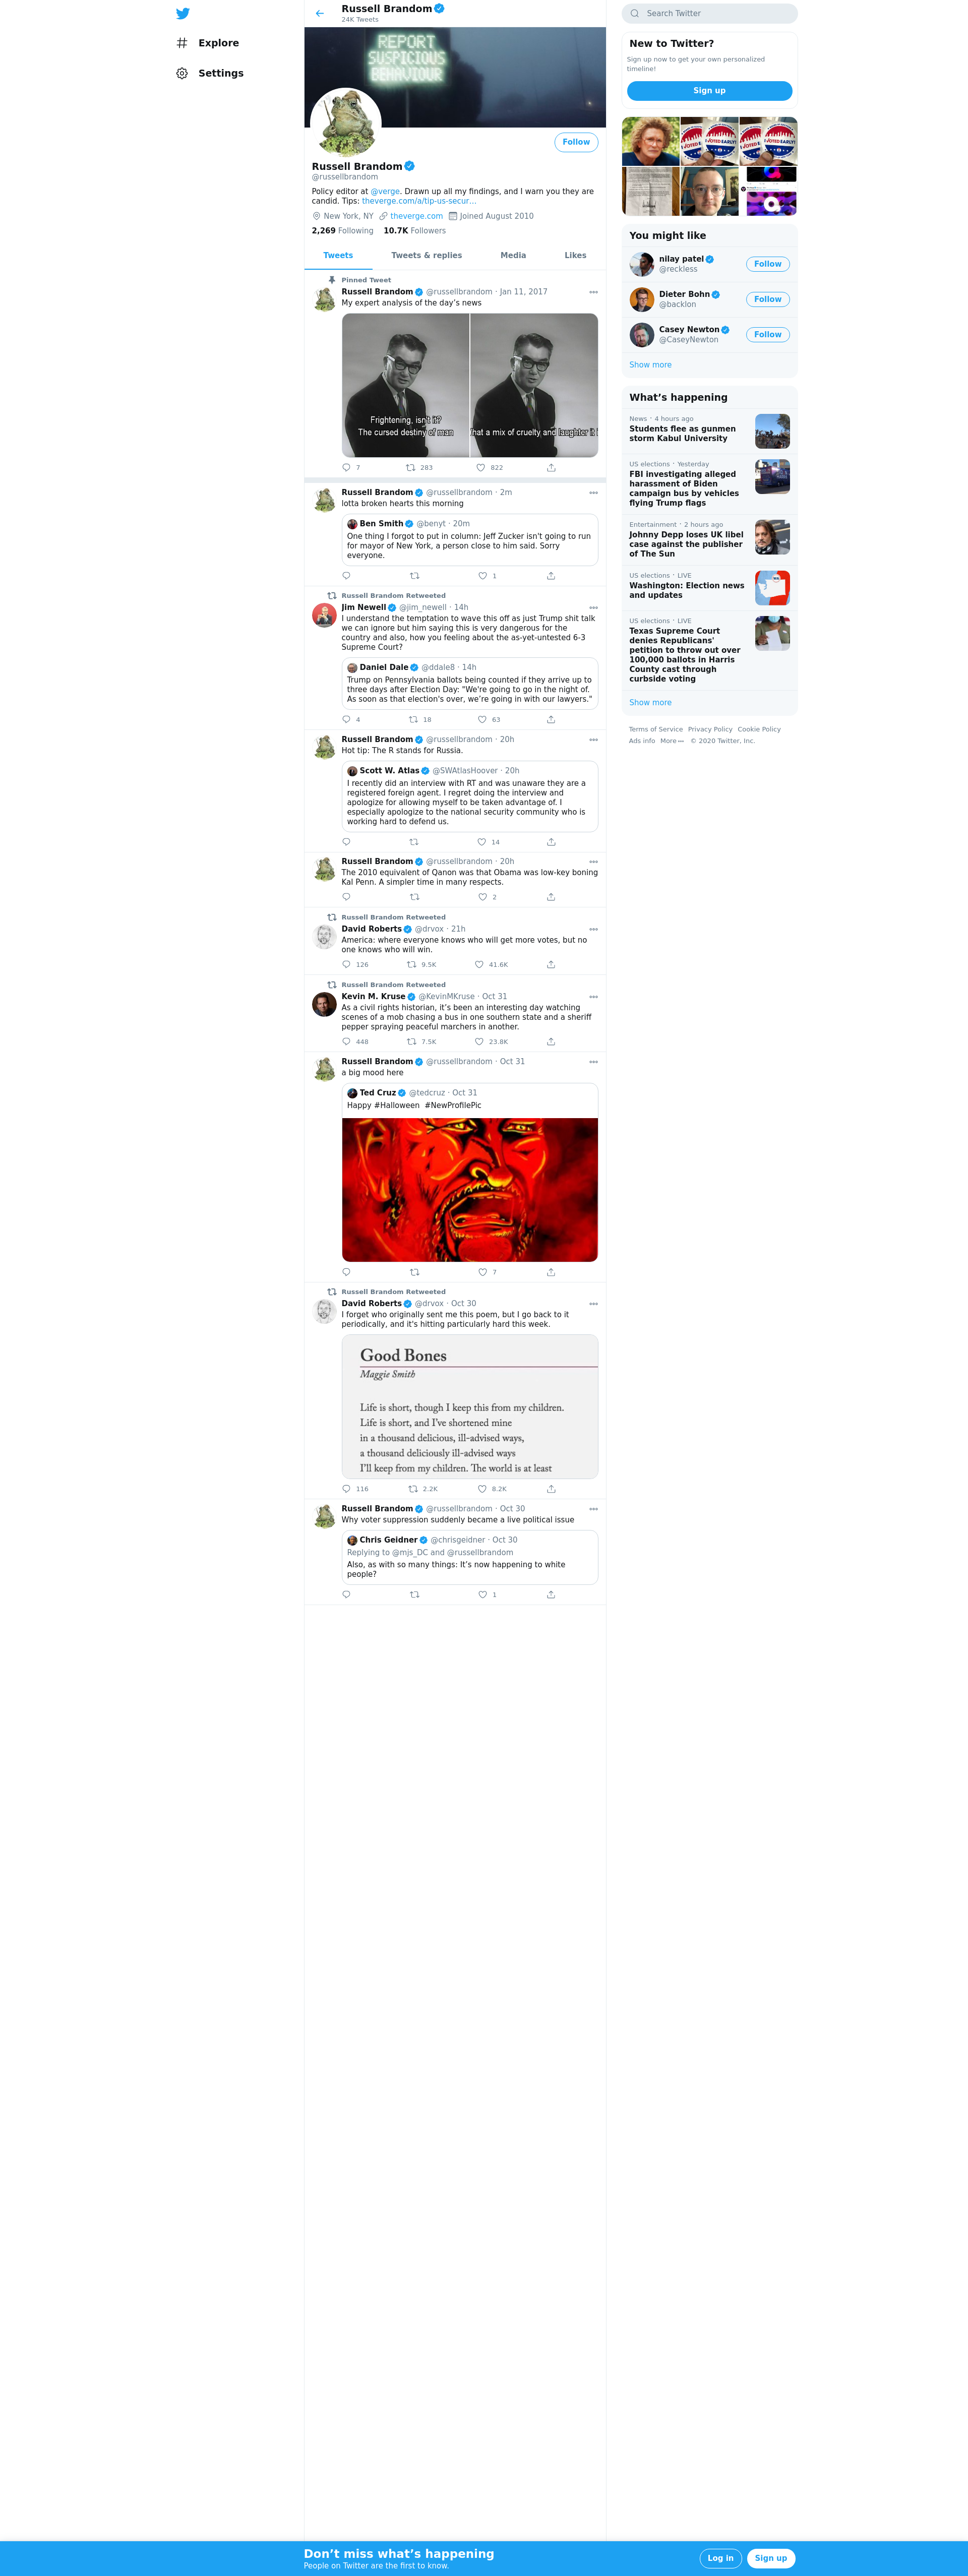 Explore
Settings
Russell Brandom
24K Tweets
REPORT
SUSPICIOUS
BEHAVIOUR
Follow
Russell Brandom
@russellbrandom
Policy editor at @verge. Drawn up all my findings, and I warn you they are
candid. Tips: theverge.com/a/tip-us-secur…
New York, NY theverge.com Joined August 2010
2,269 Following 10.7K Followers
Tweets Tweets & replies Media Likes
Pinned Tweet
Russell Brandom @russellbrandom · Jan 11, 2017
My expert analysis of the day’s news
Frightening, isn't it?
The cursed destiny of man
that a mix of cruelty and laughter it i
7 283 822
Russell Brandom @russellbrandom · 2m
lotta broken hearts this morning
Ben Smith @benyt · 20m
One thing I forgot to put in column: Jeff Zucker isn't going to run
for mayor of New York, a person close to him said. Sorry
everyone.
1
Russell Brandom Retweeted
Jim Newell @jim_newell · 14h
I understand the temptation to wave this off as just Trump shit talk
we can ignore but him saying this is very dangerous for the
country and also, how you feeling about the as-yet-untested 6-3
Supreme Court?
Daniel Dale @ddale8 · 14h
Trump on Pennsylvania ballots being counted if they arrive up to
three days after Election Day: "We're going to go in the night of.
As soon as that election's over, we’re going in with our lawyers."
4 18 63
Russell Brandom @russellbrandom · 20h
Hot tip: The R stands for Russia.
Scott W. Atlas @SWAtlasHoover · 20h
I recently did an interview with RT and was unaware they are a
registered foreign agent. I regret doing the interview and
apologize for allowing myself to be taken advantage of. I
especially apologize to the national security community who is
working hard to defend us.
14
Russell Brandom @russellbrandom · 20h
The 2010 equivalent of Qanon was that Obama was low-key boning
Kal Penn. A simpler time in many respects.
2
Russell Brandom Retweeted
David Roberts @drvox · 21h
America: where everyone knows who will get more votes, but no
one knows who will win.
126 9.5K 41.6K
Russell Brandom Retweeted
Kevin M. Kruse @KevinMKruse · Oct 31
As a civil rights historian, it’s been an interesting day watching
scenes of a mob chasing a bus in one southern state and a sheriff
pepper spraying peaceful marchers in another.
448 7.5K 23.8K
Russell Brandom @russellbrandom · Oct 31
a big mood here
Ted Cruz @tedcruz · Oct 31
Happy #Halloween #NewProfilePic
7
Russell Brandom Retweeted
David Roberts @drvox · Oct 30
I forget who originally sent me this poem, but I go back to it
periodically, and it's hitting particularly hard this week.
Good Bones
Maggie Smith
Life is short, though I keep this from my children.
Life is short, and I’ve shortened mine
in a thousand delicious, ill-advised ways,
a thousand deliciously ill-advised ways
I’ll keep from my children. The world is at least
116 2.2K 8.2K
Russell Brandom @russellbrandom · Oct 30
Why voter suppression suddenly became a live political issue
Chris Geidner @chrisgeidner · Oct 30
Replying to @mjs_DC and @russellbrandom
Also, as with so many things: It’s now happening to white
people?
1
Search Twitter
New to Twitter?
Sign up now to get your own personalized
timeline!
Sign up
VOTED EARLY
You might like
nilay patel
@reckless
Follow
Dieter Bohn
@backlon
Follow
Casey Newton
@CaseyNewton
Follow
Show more
What’s happening
News · 4 hours ago
Students flee as gunmen
storm Kabul University
US elections · Yesterday
FBI investigating alleged
harassment of Biden
campaign bus by vehicles
flying Trump flags
Entertainment · 2 hours ago
Johnny Depp loses UK libel
case against the publisher
of The Sun
US elections · LIVE
Washington: Election news
and updates
US elections · LIVE
Texas Supreme Court
denies Republicans'
petition to throw out over
100,000 ballots in Harris
County cast through
curbside voting
Show more
Terms of Service Privacy Policy Cookie Policy
Ads info More © 2020 Twitter, Inc.
Don’t miss what’s happening
People on Twitter are the first to know.
Log in
Sign up